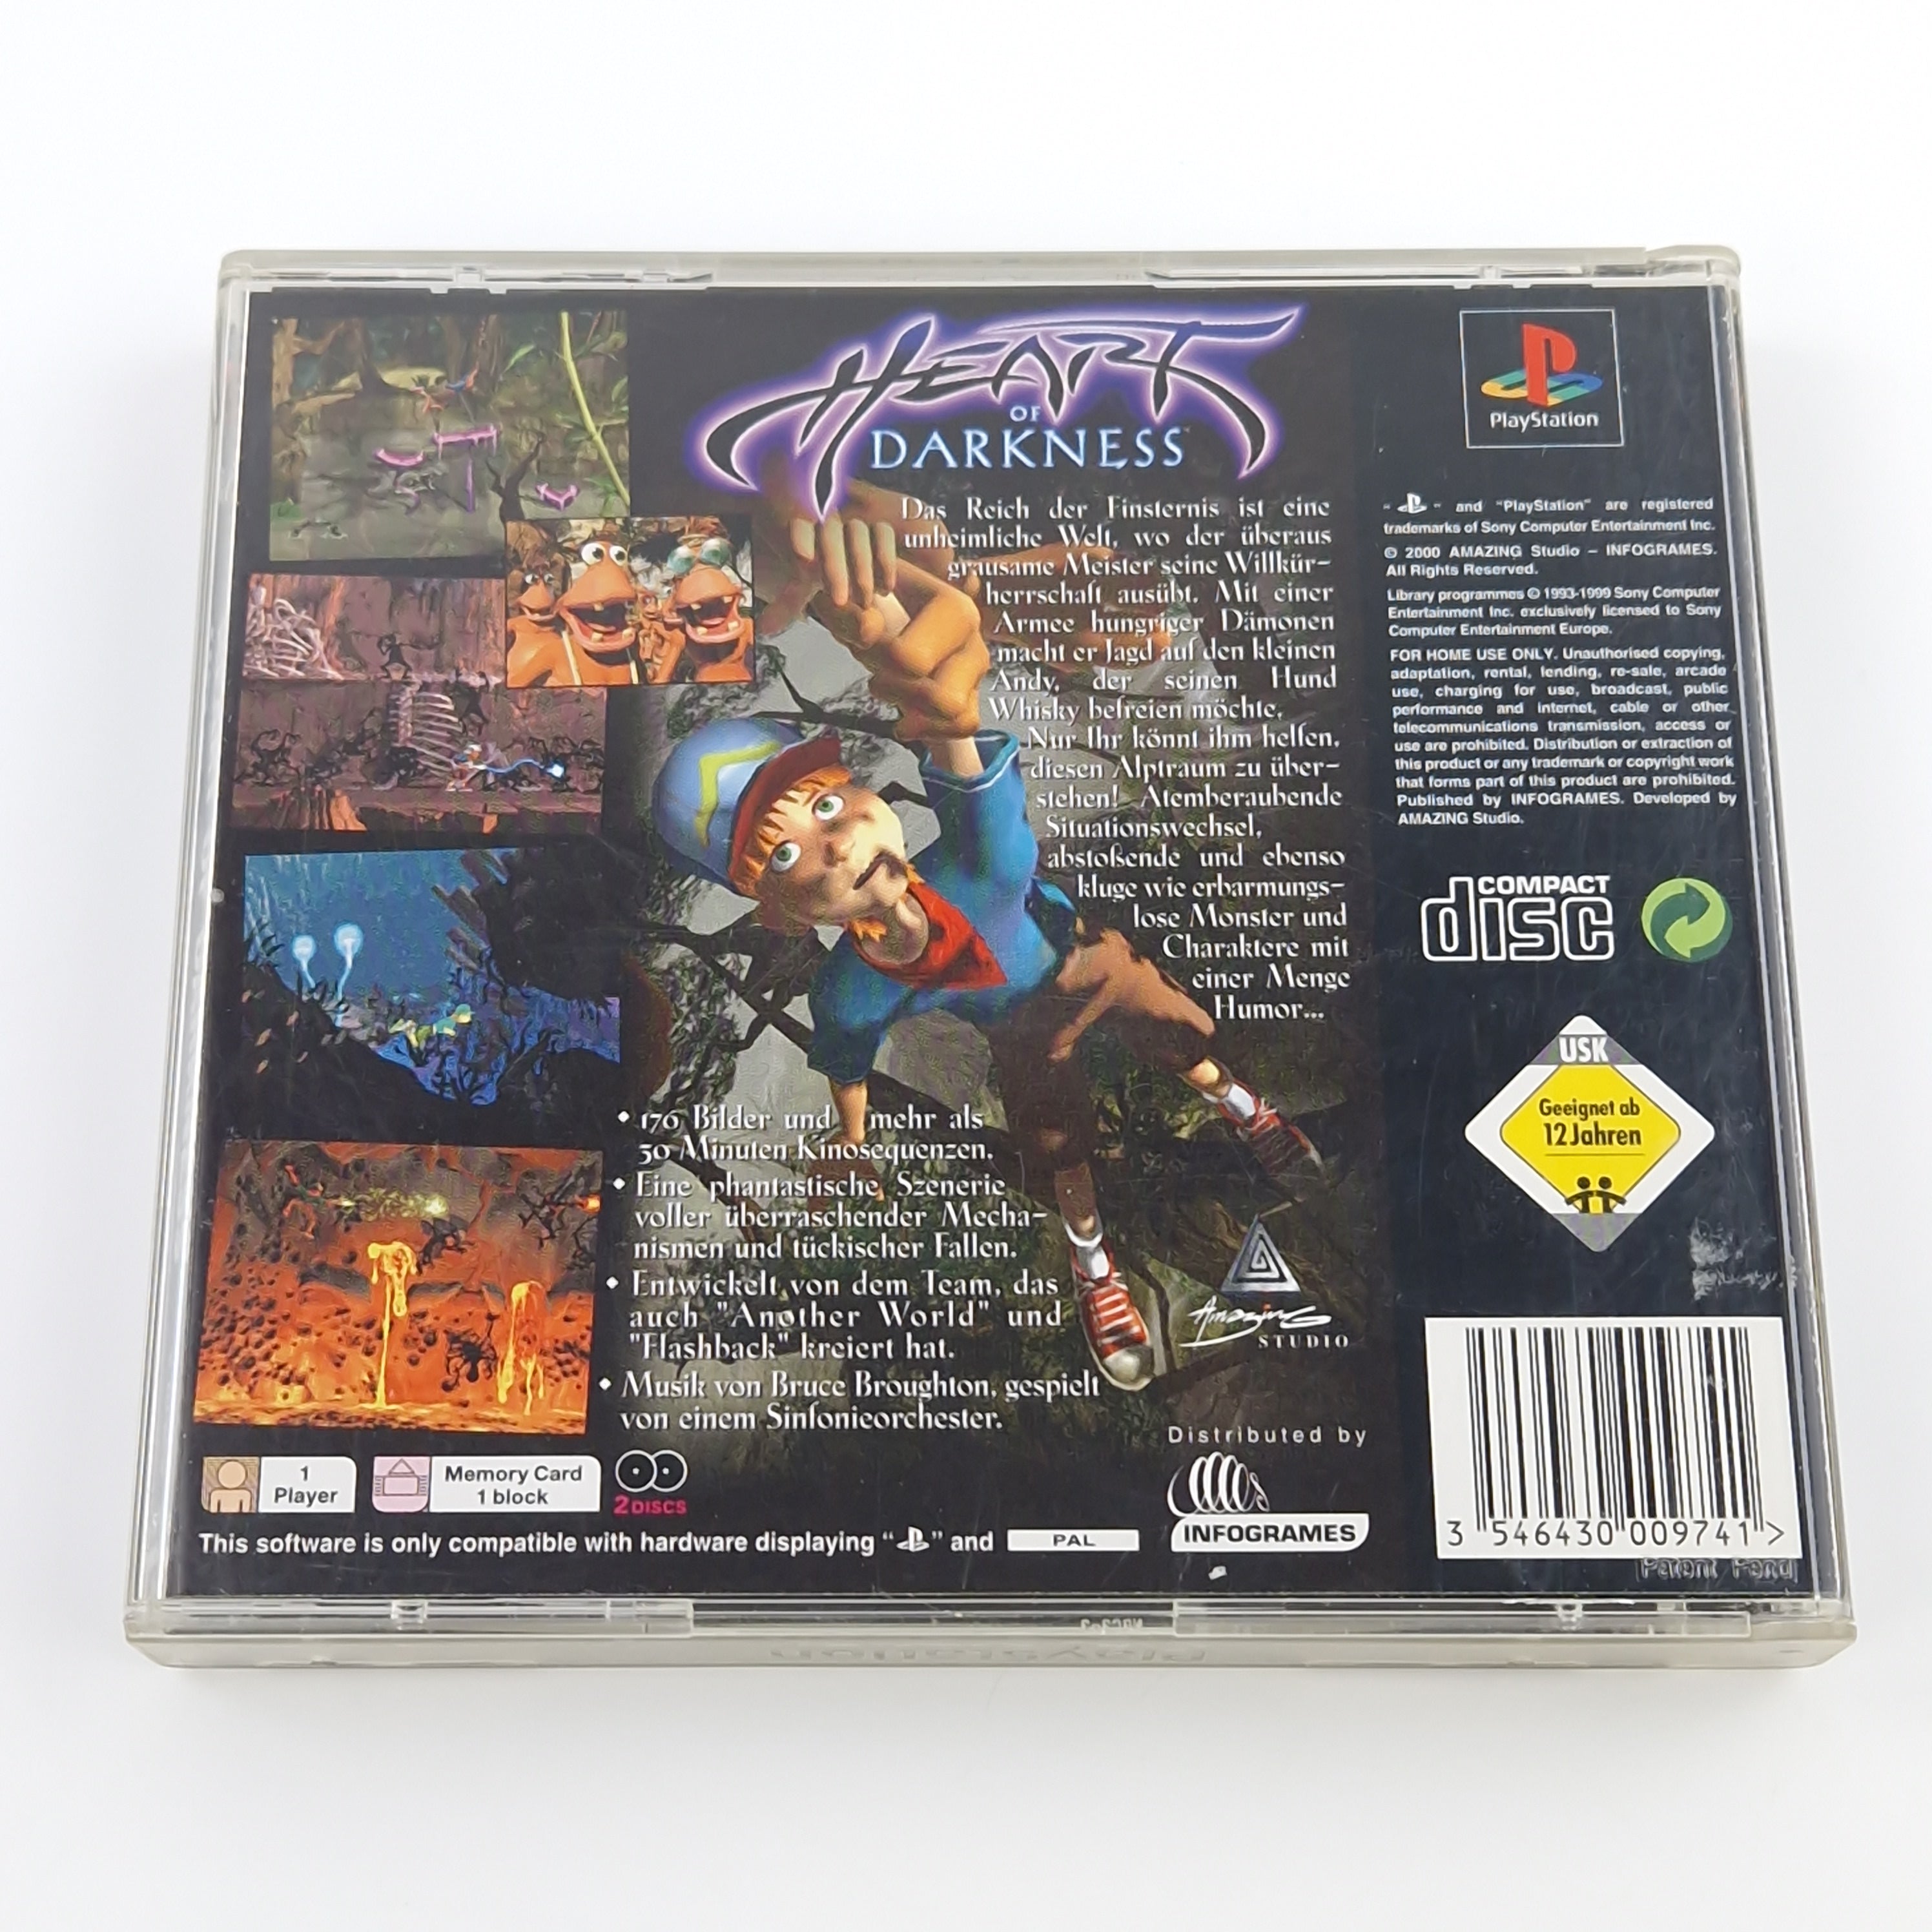 HEART
OF
DARKNESS
Das Reich der Finsternis ist eine
unheimliche Welt, wo der überaus
grausame Meister seine Willkür-
herrschaft ausübt. Mit einer
Armee hungriger Dämonen
macht er Jagd auf den kleinen
Andy, der seinen Hund
Whisky befreien möchte.
Nur Ihr könnt ihm helfen,
diesen Alptraum zu über-
stehen! Atemberaubende
Situationswechsel,
abstoßende und ebenso
kluge wie erbarmungs-
lose Monster und
Charaktere mit
einer Menge
Humor...
• 176 Bilder und mehr als
30 Minuten Kinosequenzen.
• Eine phantastische Szenerie
voller überraschender Mecha-
nismen und tückischer Fallen.
• Entwickelt von dem Team, das
auch "Another World" und
"Flashback" kreiert hat.
• Musik von Bruce Broughton, gespielt
von einem Sinfonieorchester.
Amazing
STUDIO
Distributed by
INFOGRAMES
1
Player
Memory Card
1 block
2 DISCS
This software is only compatible with hardware displaying " " and PAL
PlayStation
" " and "PlayStation" are registered
trademarks of Sony Computer Entertainment Inc.
© 2000 AMAZING Studio – INFOGRAMES.
All Rights Reserved.
Library programmes © 1993-1999 Sony Computer
Entertainment Inc. exclusively licensed to Sony
Computer Entertainment Europe.
FOR HOME USE ONLY. Unauthorised copying,
adaptation, rental, lending, re-sale, arcade
use, charging for use, broadcast, public
performance and internet, cable or other
telecommunications transmission, access or
use are prohibited. Distribution or extraction of
this product or any trademark or copyright work
that forms part of this product are prohibited.
Published by INFOGRAMES. Developed by
AMAZING Studio.
COMPACT
disc
USK
Geeignet ab
12 Jahren
3 546430 009741 >
Patent Pend
PlayStation